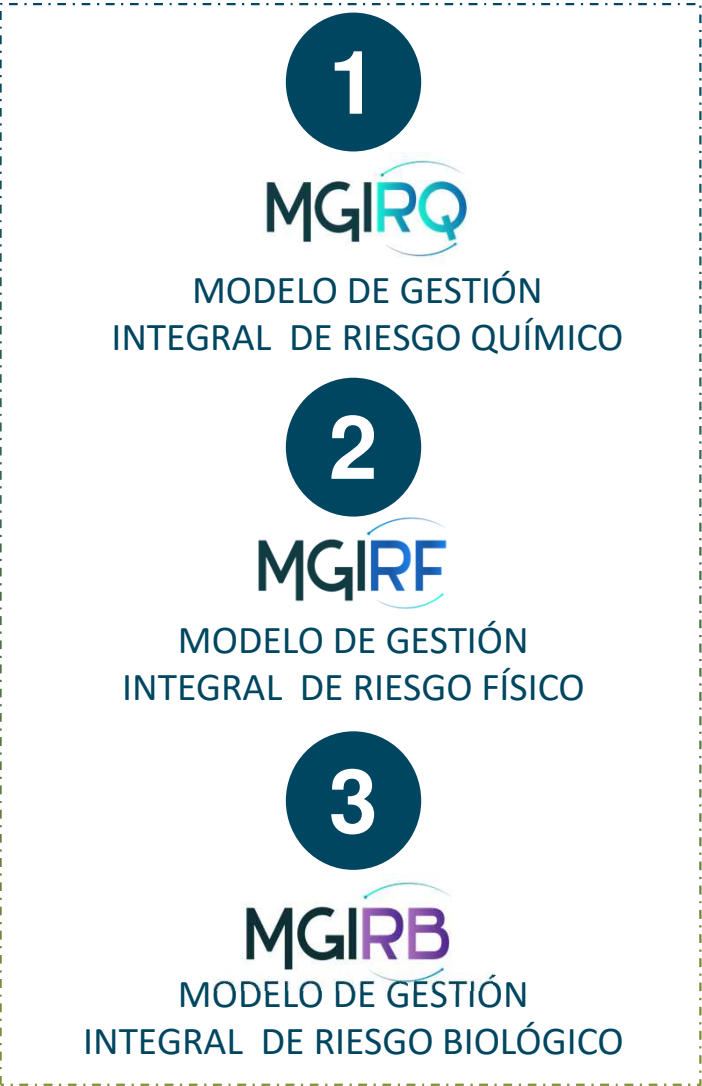 1
MGIRQ
MODELO DE GESTIÓN
INTEGRAL DE RIESGO QUÍMICO
2
MGIRF
MODELO DE GESTIÓN
INTEGRAL DE RIESGO FÍSICO
3
MGIRB
MODELO DE GESTIÓN
INTEGRAL DE RIESGO BIOLÓGICO